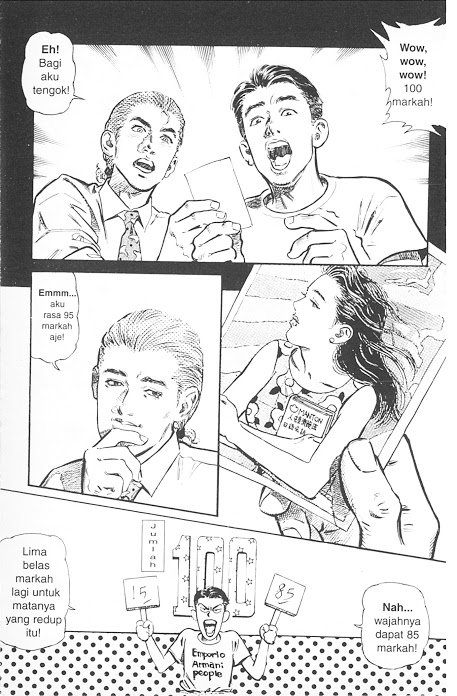 Eh!
Bagi
aku
tengok!
Wow,
wow,
wow!
100
markah!
Emmm...
aku
rasa 95
markah
aje!
MANTON
Lima
belas
markah
lagi untuk
matanya
yang redup
itu!
Jumlah
100
15
85
Emporio
Armani
people
Nah...
wajahnya
dapat 85
markah!